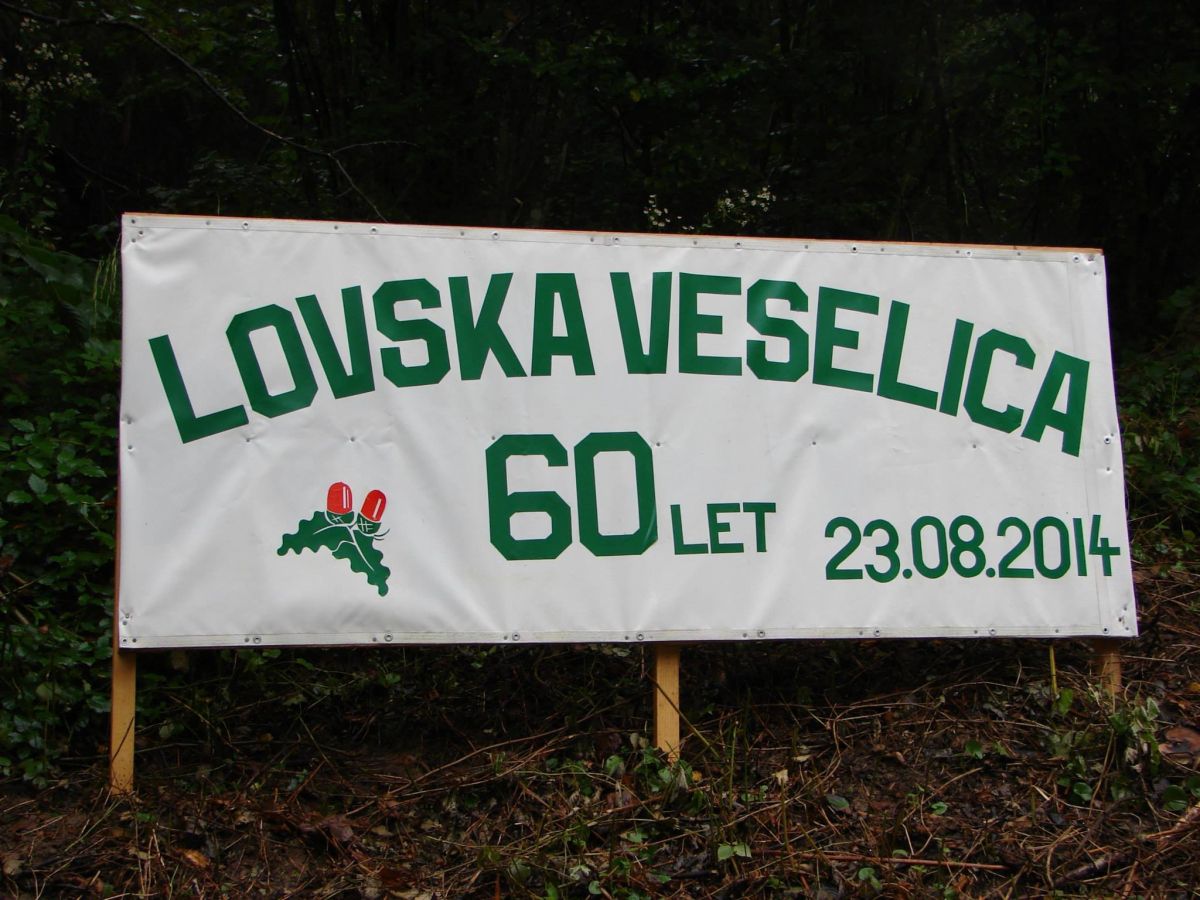 LOVSKA VESELICA
60 LET
23.08.2014